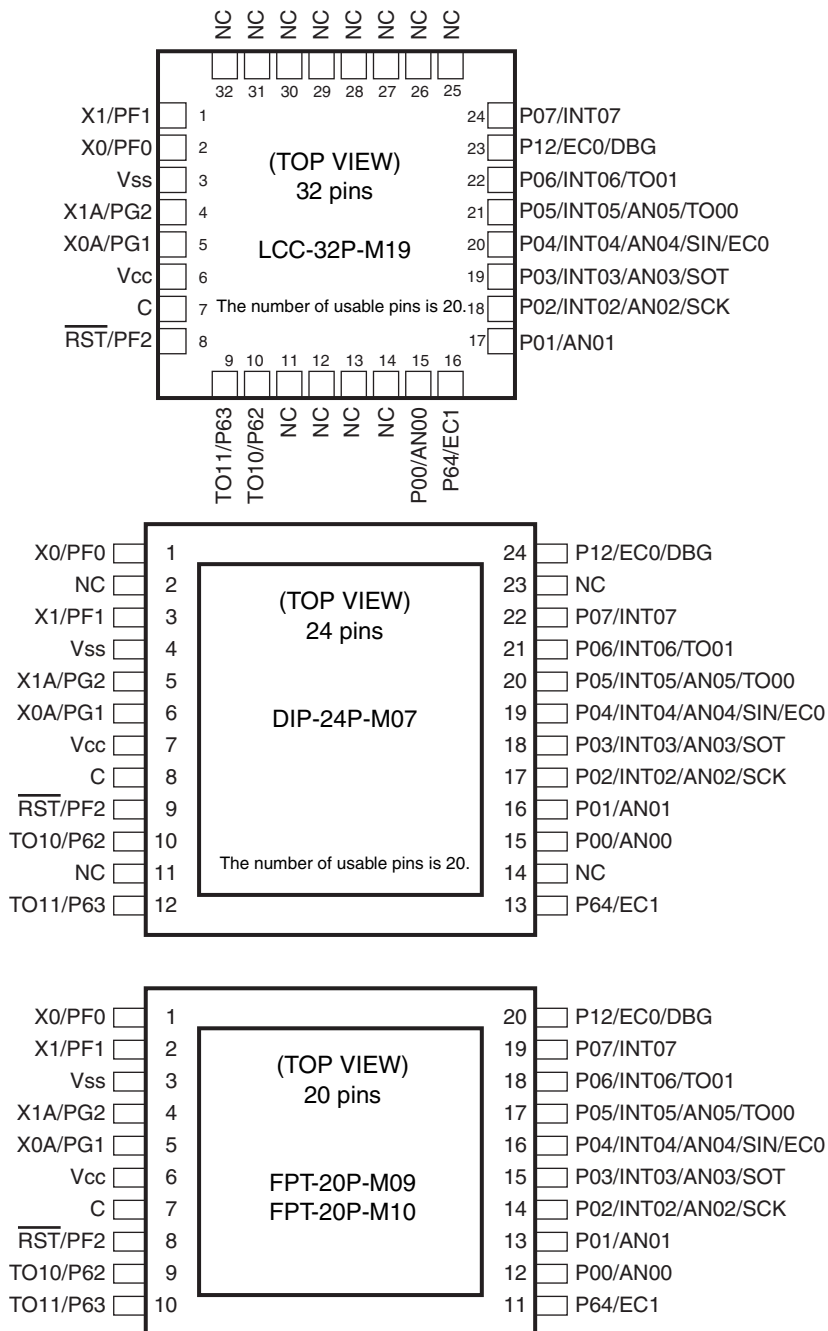 NC NC NC NC NC NC NC NC
32 31 30 29 28 27 26 25
X1/PF1 1 24 P07/INT07
X0/PF0 2 23 P12/EC0/DBG
(TOP VIEW)
Vss 3 22 P06/INT06/TO01
32 pins
X1A/PG2 4 21 P05/INT05/AN05/TO00
X0A/PG1 5 LCC-32P-M19 20 P04/INT04/AN04/SIN/EC0
Vcc 6 19 P03/INT03/AN03/SOT
C 7 The number of usable pins is 20. 18 P02/INT02/AN02/SCK
RST/PF2 8 17 P01/AN01
9 10 11 12 13 14 15 16
TO11/P63 TO10/P62 NC NC NC NC P00/AN00 P64/EC1
X0/PF0 1 24 P12/EC0/DBG
NC 2 23 NC
(TOP VIEW)
X1/PF1 3 22 P07/INT07
24 pins
Vss 4 21 P06/INT06/TO01
X1A/PG2 5 20 P05/INT05/AN05/TO00
X0A/PG1 6 DIP-24P-M07 19 P04/INT04/AN04/SIN/EC0
Vcc 7 18 P03/INT03/AN03/SOT
C 8 17 P02/INT02/AN02/SCK
RST/PF2 9 16 P01/AN01
TO10/P62 10 15 P00/AN00
NC 11 The number of usable pins is 20. 14 NC
TO11/P63 12 13 P64/EC1
X0/PF0 1 20 P12/EC0/DBG
X1/PF1 2 19 P07/INT07
(TOP VIEW)
Vss 3 18 P06/INT06/TO01
20 pins
X1A/PG2 4 17 P05/INT05/AN05/TO00
X0A/PG1 5 16 P04/INT04/AN04/SIN/EC0
Vcc 6 FPT-20P-M09 15 P03/INT03/AN03/SOT
C 7 FPT-20P-M10 14 P02/INT02/AN02/SCK
RST/PF2 8 13 P01/AN01
TO10/P62 9 12 P00/AN00
TO11/P63 10 11 P64/EC1